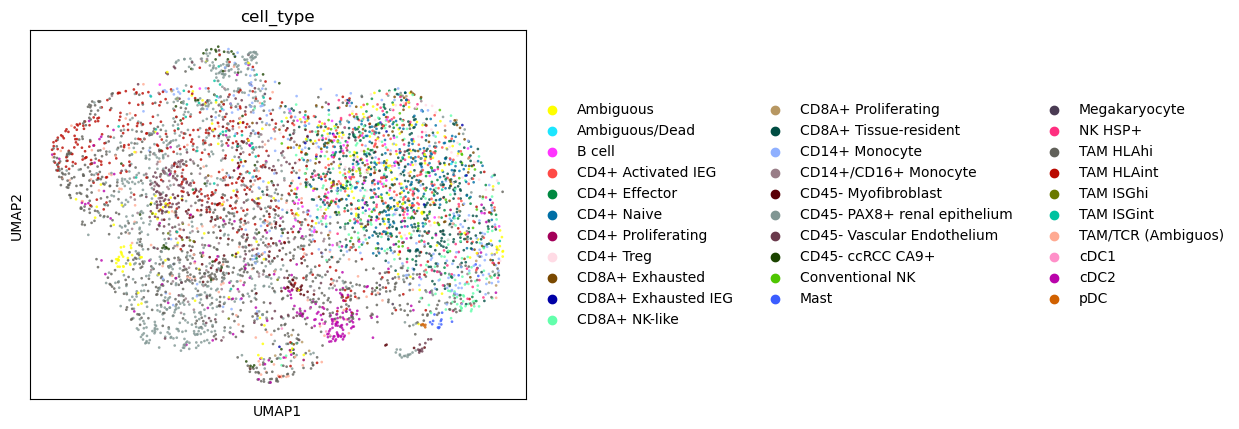 cell_type
UMAP2
UMAP1
Ambiguous
Ambiguous/Dead
B cell
CD4+ Activated IEG
CD4+ Effector
CD4+ Naive
CD4+ Proliferating
CD4+ Treg
CD8A+ Exhausted
CD8A+ Exhausted IEG
CD8A+ NK-like
CD8A+ Proliferating
CD8A+ Tissue-resident
CD14+ Monocyte
CD14+/CD16+ Monocyte
CD45- Myofibroblast
CD45- PAX8+ renal epithelium
CD45- Vascular Endothelium
CD45- ccRCC CA9+
Conventional NK
Mast
Megakaryocyte
NK HSP+
TAM HLAhi
TAM HLAint
TAM ISGhi
TAM ISGint
TAM/TCR (Ambiguos)
cDC1
cDC2
pDC